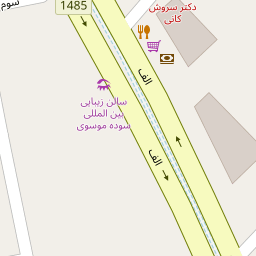 سوم
1485
دکتر سروش
کانی
الف
سالن زیبایی
بین المللی
سوده موسوی
الف